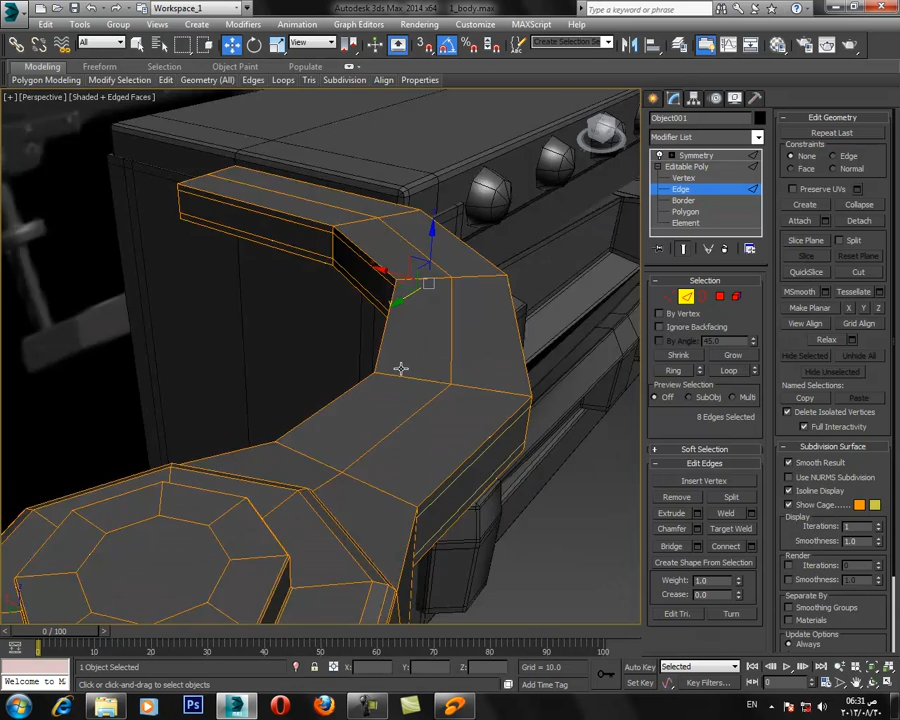 Workspace_1
Autodesk 3ds Max 2014 x64
1_body.max
Type a keyword or phrase
Edit Tools Group Views Create Modifiers Animation Graph Editors Rendering Customize MAXScript Help
All
View
Create Selection Se
Modeling Freeform Selection Object Paint Populate
Polygon Modeling Modify Selection Edit Geometry (All) Edges Loops Tris Subdivision Align Properties
[+] [Perspective] [Shaded + Edged Faces]
Object001
Modifier List
Symmetry
Editable Poly
Vertex
Edge
Border
Polygon
Element
Selection
By Vertex
Ignore Backfacing
By Angle: 45.0
Shrink Grow
Ring Loop
Preview Selection
Off SubObj Multi
8 Edges Selected
Soft Selection
Edit Edges
Insert Vertex
Remove Split
Extrude Weld
Chamfer Target Weld
Bridge Connect
Create Shape From Selection
Weight: 1.0
Crease: 0.0
Edit Tri. Turn
Edit Geometry
Repeat Last
Constraints
None Edge
Face Normal
Preserve UVs
Create Collapse
Attach Detach
Slice Plane Split
Slice Reset Plane
QuickSlice Cut
MSmooth Tessellate
Make Planar X Y Z
View Align Grid Align
Relax
Hide Selected Unhide All
Hide Unselected
Named Selections:
Copy Paste
Delete Isolated Vertices
Full Interactivity
Subdivision Surface
Smooth Result
Use NURMS Subdivision
Isoline Display
Show Cage......
Display
Iterations: 1
Smoothness: 1.0
Render
Iterations: 0
Smoothness: 1.0
Separate By
Smoothing Groups
Materials
Update Options
Always
0 / 100
0 10 20 30 40 50 60 70 80 90 100
1 Object Selected
X: Y: Z: Grid = 10.0
Auto Key Selected
Welcome to M
Click or click-and-drag to select objects
Add Time Tag
Set Key Key Filters... 0
EN
06:31 ص
٢٠١٣/٠٨/٢٠